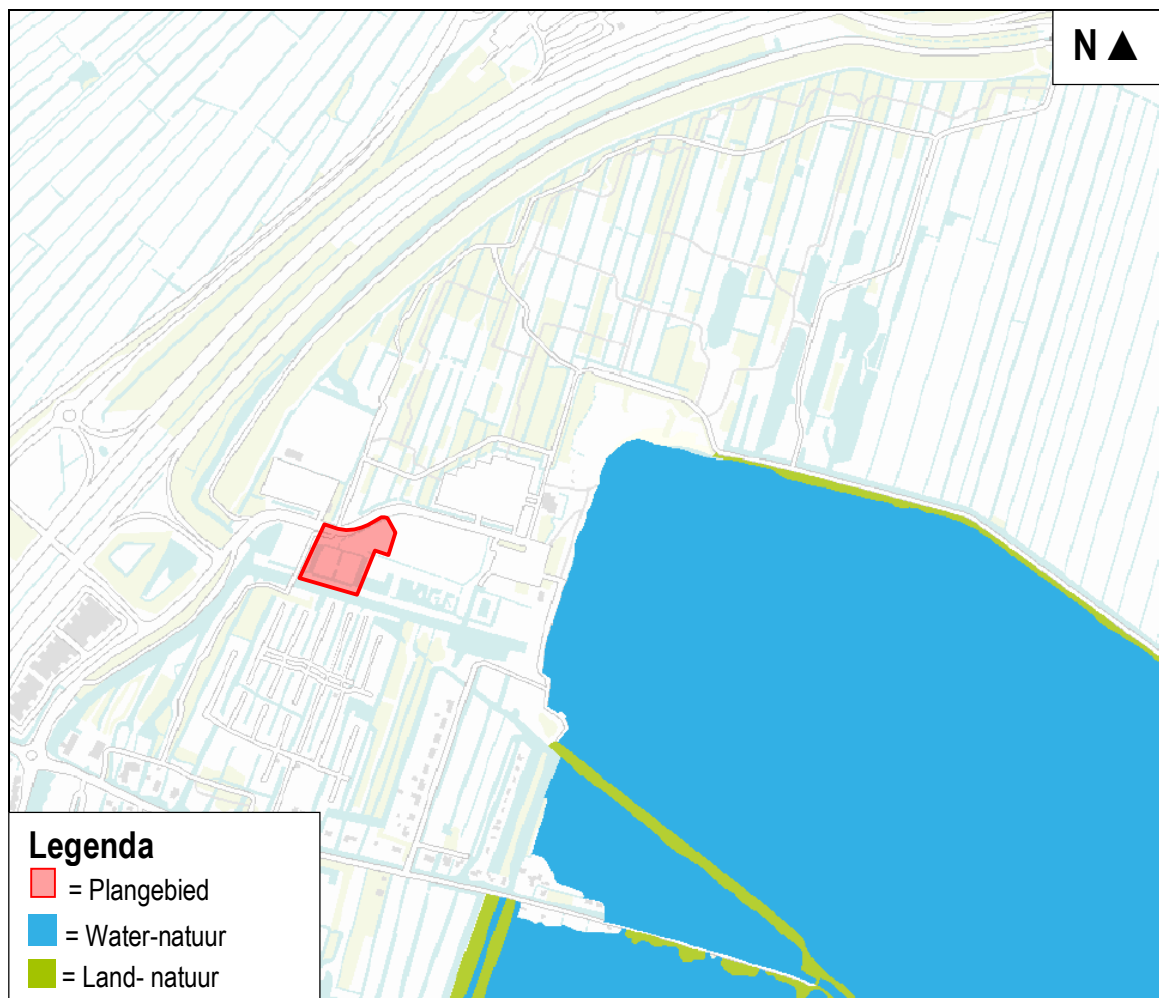 N ▲
Legenda
= Plangebied
= Water-natuur
= Land- natuur